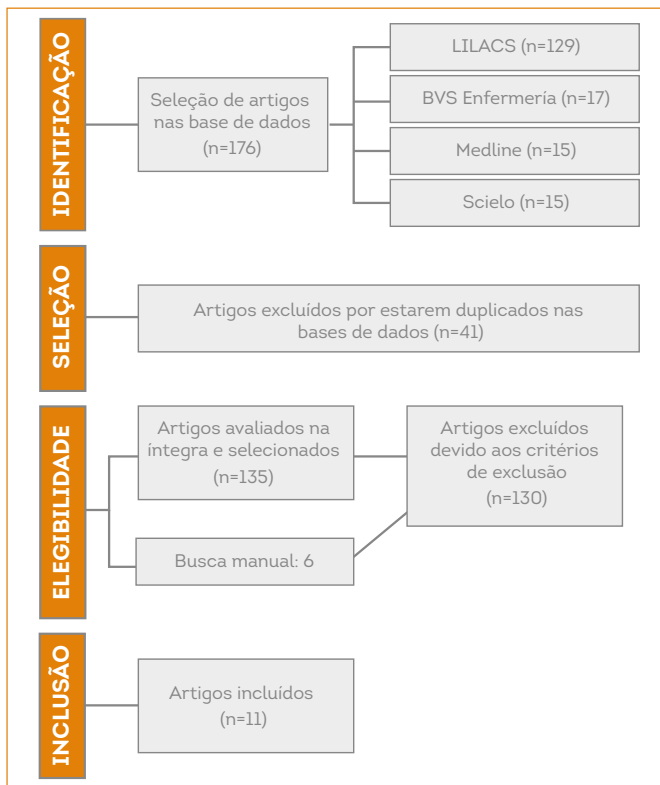 IDENTIFICAÇÃO
Seleção de artigos
nas base de dados
(n=176)
LILACS (n=129)
BVS Enfermería (n=17)
Medline (n=15)
Scielo (n=15)
SELEÇÃO
Artigos excluídos por estarem duplicados nas
bases de dados (n=41)
ELEGIBILIDADE
Artigos avaliados na
íntegra e selecionados
(n=135)
Artigos excluídos
devido aos critérios
de exclusão
(n=130)
Busca manual: 6
INCLUSÃO
Artigos incluídos
(n=11)